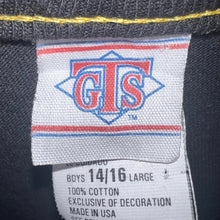 GTS
TM
BOYS 14/16 LARGE
100% COTTON
EXCLUSIVE OF DECORATION
MADE IN USA